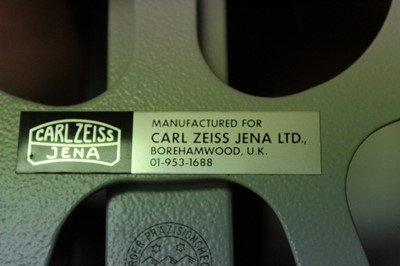 CARL ZEISS
JENA
MANUFACTURED FOR
CARL ZEISS JENA LTD.,
BOREHAMWOOD, U.K.
01-953-1688